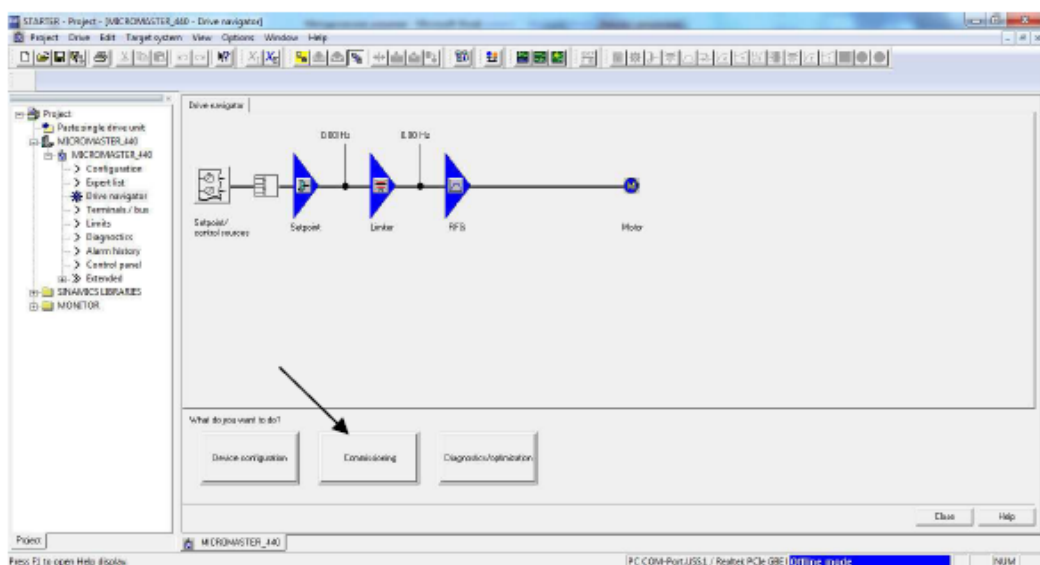 STARTER - Project - [MICROMASTER_440 - Drive navigator]
Project Drive Edit Target system View Options Window Help
Drive navigator
Project
Paste single drive unit
MICROMASTER_440
MICROMASTER_440
Configuration
Expert list
Drive navigator
Terminals / bus
Limits
Diagnostics
Alarm history
Control panel
Extended
SINAMICS LIBRARIES
MONITOR
0.00 Hz
0.00 Hz
Setpoint/
control sources
Setpoint
Limiter
RFG
M
Motor
What do you want to do?
Device configuration
Commissioning
Diagnostics/optimization
Close
Help
Project
MICROMASTER_440
Press F1 to open Help display.
PC COM-Port.USS.1 / Realtek PCIe GBE
Offline mode
NUM